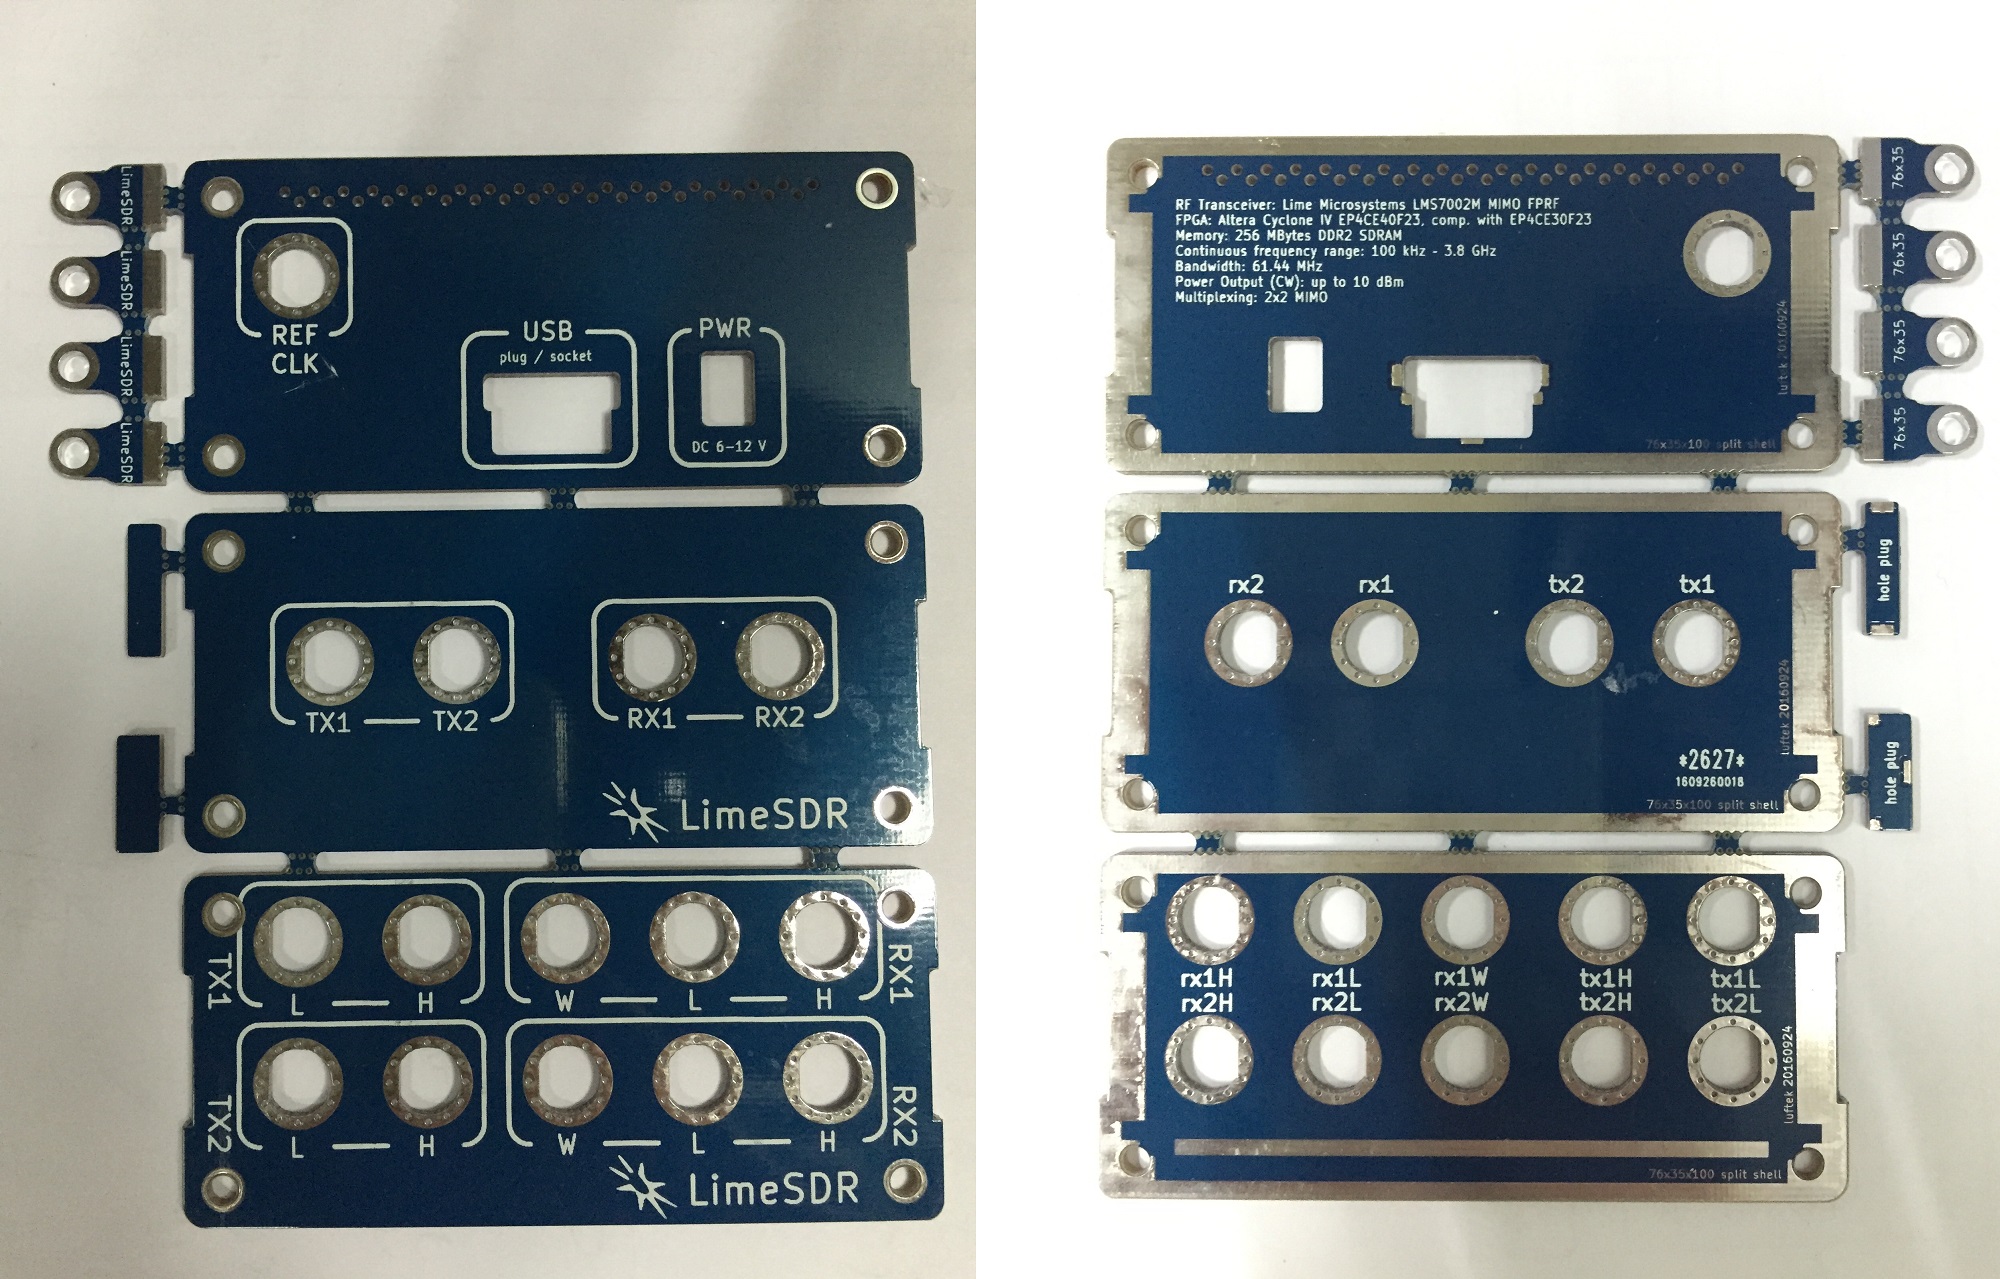 LimeSDR
LimeSDR
LimeSDR
LimeSDR
REF
CLK
USB
plug / socket
PWR
DC 6-12 V
TX1 TX2
RX1 RX2
LimeSDR
TX1
L H
W L H
RX1
TX2
L H
W L H
RX2
LimeSDR
RF Transceiver: Lime Microsystems LMS7002M MIMO FPRF
FPGA: Altera Cyclone IV EP4CE40F23, comp. with EP4CE30F23
Memory: 256 MBytes DDR2 SDRAM
Continuous frequency range: 100 kHz - 3.8 GHz
Bandwidth: 61.44 MHz
Power Output (CW): up to 10 dBm
Multiplexing: 2x2 MIMO
luftek 20160924
76x35x100 split shell
76x35
76x35
76x35
76x35
rx2 rx1 tx2 tx1
luftek 20160924
*2627*
1609260018
76x35x100 split shell
hole plug
hole plug
rx1H rx1L rx1W tx1H tx1L
rx2H rx2L rx2W tx2H tx2L
luftek 20160924
76x35x100 split shell